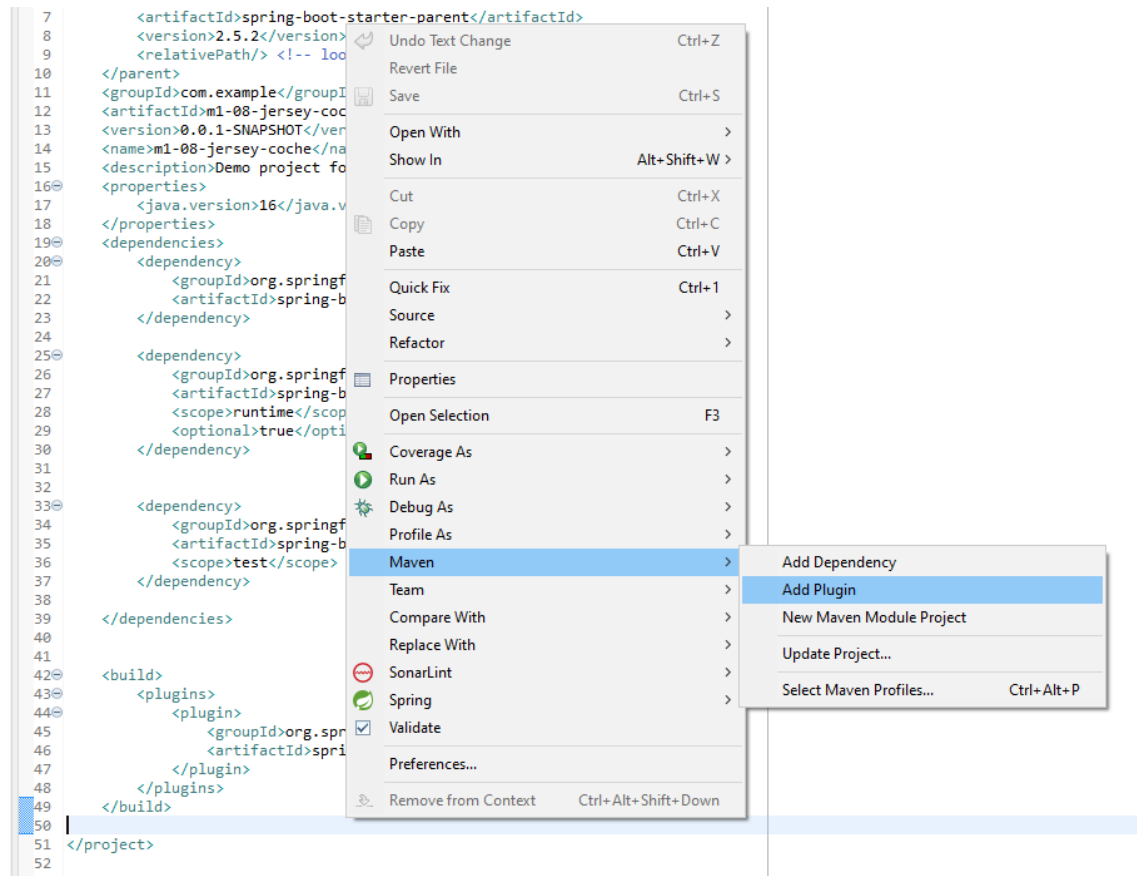 7 <artifactId>spring-boot-starter-parent</artifactId>
8 <version>2.5.2</version>
9 <relativePath/> <!-- loo
10 </parent>
11 <groupId>com.example</groupI
12 <artifactId>m1-08-jersey-coc
13 <version>0.0.1-SNAPSHOT</ver
14 <name>m1-08-jersey-coche</na
15 <description>Demo project fo
16 <properties>
17 <java.version>16</java.v
18 </properties>
19 <dependencies>
20 <dependency>
21 <groupId>org.springf
22 <artifactId>spring-b
23 </dependency>
24
25 <dependency>
26 <groupId>org.springf
27 <artifactId>spring-b
28 <scope>runtime</scop
29 <optional>true</opti
30 </dependency>
31
32
33 <dependency>
34 <groupId>org.springf
35 <artifactId>spring-b
36 <scope>test</scope>
37 </dependency>
38
39 </dependencies>
40
41
42 <build>
43 <plugins>
44 <plugin>
45 <groupId>org.spr
46 <artifactId>spri
47 </plugin>
48 </plugins>
49 </build>
50
51 </project>
52
Undo Text Change Ctrl+Z
Revert File
Save Ctrl+S
Open With >
Show In Alt+Shift+W >
Cut Ctrl+X
Copy Ctrl+C
Paste Ctrl+V
Quick Fix Ctrl+1
Source >
Refactor >
Properties
Open Selection F3
Coverage As >
Run As >
Debug As >
Profile As >
Maven >
Team >
Compare With >
Replace With >
SonarLint >
Spring >
Validate
Preferences...
Remove from Context Ctrl+Alt+Shift+Down
Add Dependency
Add Plugin
New Maven Module Project
Update Project...
Select Maven Profiles... Ctrl+Alt+P